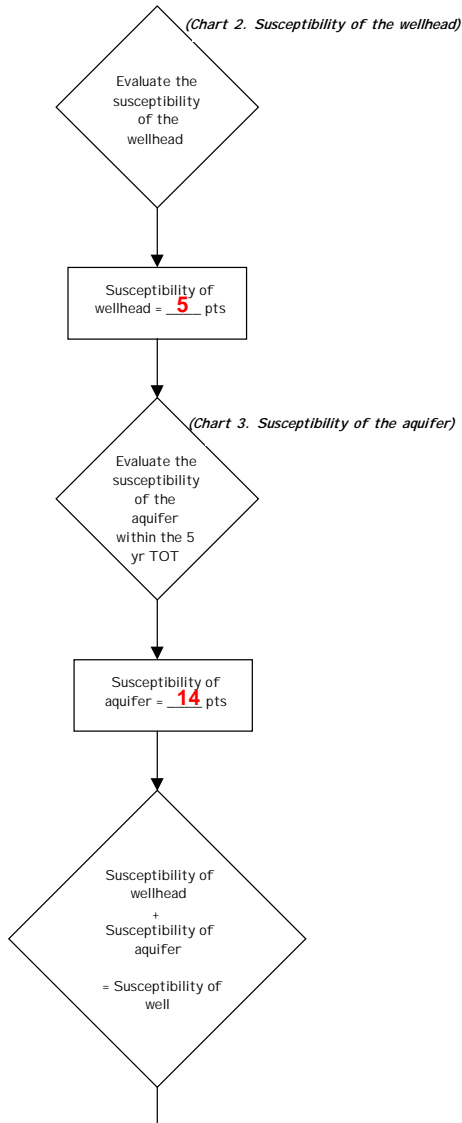 (Chart 2. Susceptibility of the wellhead)
Evaluate the
susceptibility
of the
wellhead
Susceptibility of
wellhead = __5__ pts
(Chart 3. Susceptibility of the aquifer)
Evaluate the
susceptibility
of the
aquifer
within the 5
yr TOT
Susceptibility of
aquifer = __14__ pts
Susceptibility of
wellhead
+
Susceptibility of
aquifer
= Susceptibility of
well